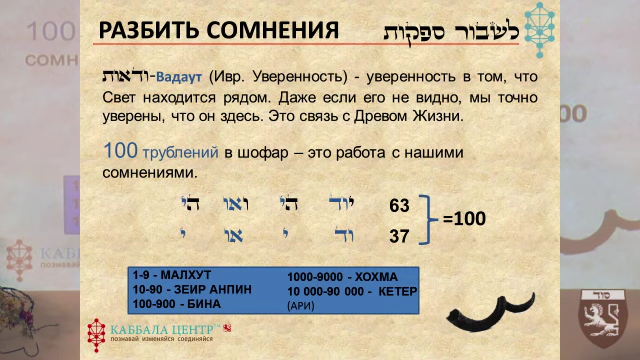 РАЗБИТЬ СОМНЕНИЯ לשבור ספקות
ודאות-Вадаут (Ивр. Уверенность) - уверенность в том, что
Свет находится рядом. Даже если его не видно, мы точно
уверены, что он здесь. Это связь с Древом Жизни.
100 трублений в шофар – это работа с нашими
сомнениями.
יוד הי ואו הי 63
וד י או י 37
=100
1-9 - МАЛХУТ
10-90 - ЗЕИР АНПИН
100-900 - БИНА
1000-9000 - ХОХМА
10 000-90 000 - КЕТЕР
(АРИ)
КАББАЛА ЦЕНТР™
познавай изменяйся соединяйся
סוד